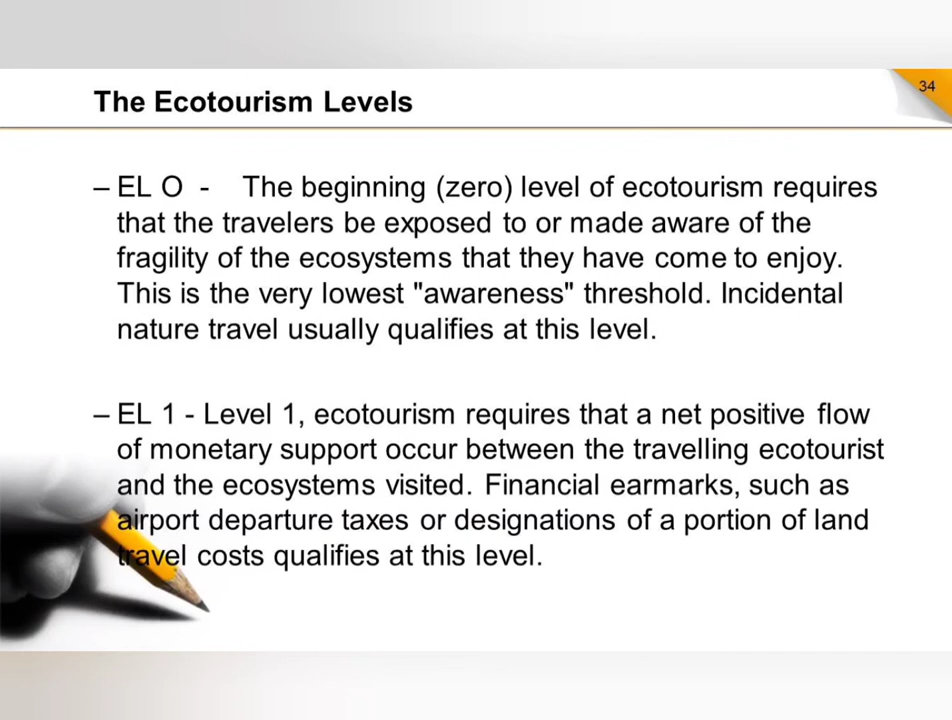 34
The Ecotourism Levels
– EL O - The beginning (zero) level of ecotourism requires
that the travelers be exposed to or made aware of the
fragility of the ecosystems that they have come to enjoy.
This is the very lowest "awareness" threshold. Incidental
nature travel usually qualifies at this level.
– EL 1 - Level 1, ecotourism requires that a net positive flow
of monetary support occur between the travelling ecotourist
and the ecosystems visited. Financial earmarks, such as
airport departure taxes or designations of a portion of land
travel costs qualifies at this level.